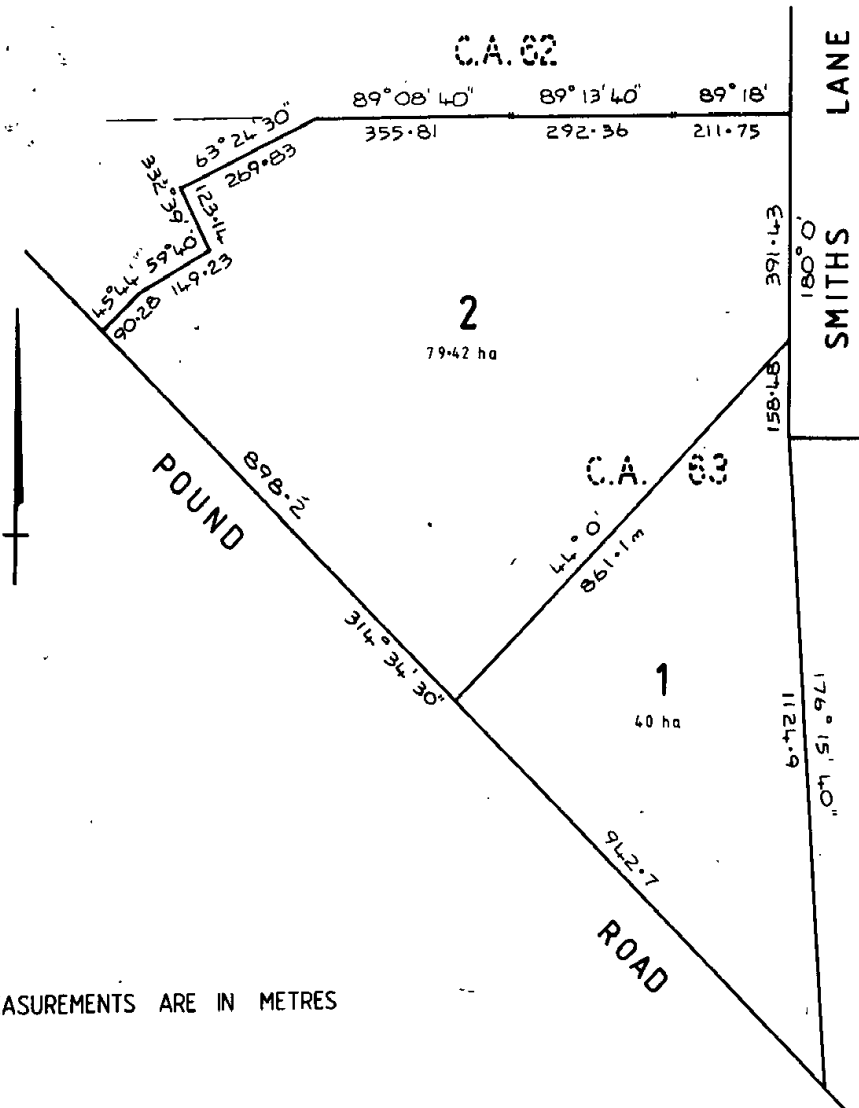 C.A. 62
LANE
SMITHS
89° 08' 40"
89° 13' 40"
89° 18'
355·81
292·36
211·75
63° 24' 30"
269·83
332° 39'
123·14
59° 40'
149·23
45° 44'
90·28
391·43
180° 0'
158·48
2
79·42 ha
C.A. 83
POUND
898·2
44° 0'
861·1m
314° 34' 30"
1
40 ha
1124·9
176° 15' 40"
942·7
ROAD
ASUREMENTS ARE IN METRES